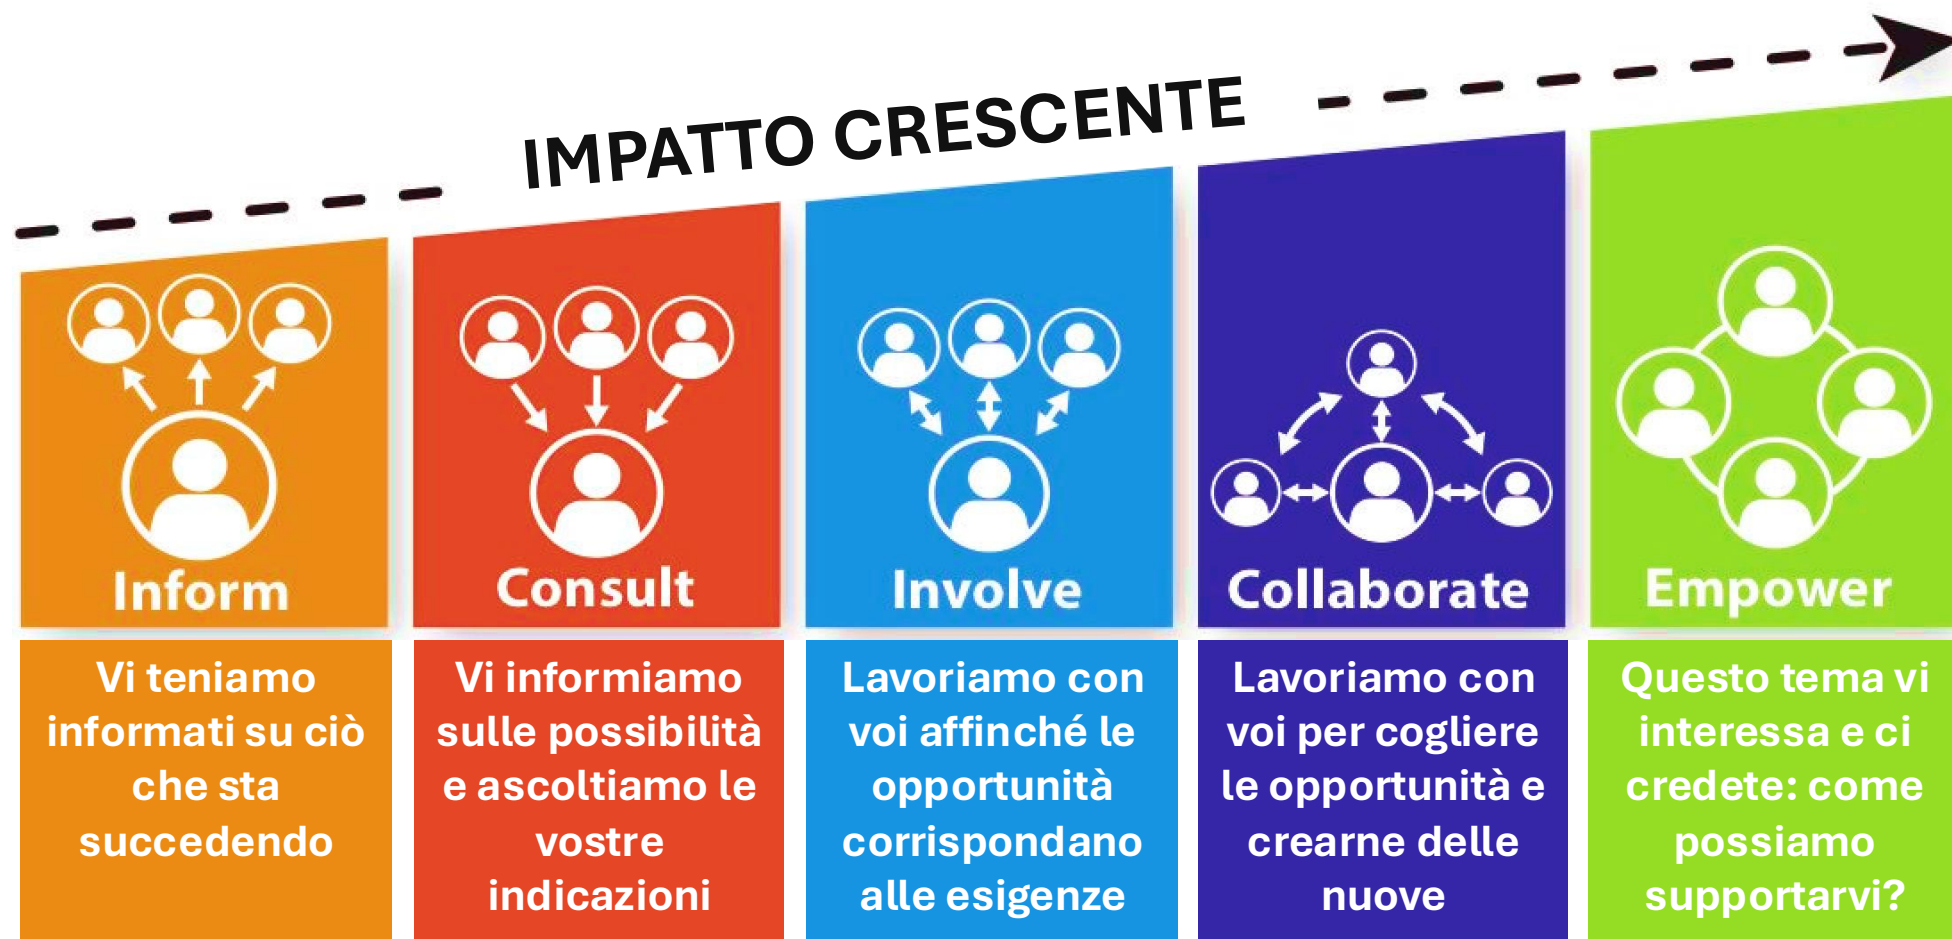 IMPATTO CRESCENTE
Inform
Consult
Involve
Collaborate
Empower
Vi teniamo
informati su ciò
che sta
succedendo
Vi informiamo
sulle possibilità
e ascoltiamo le
vostre
indicazioni
Lavoriamo con
voi affinché le
opportunità
corrispondano
alle esigenze
Lavoriamo con
voi per cogliere
le opportunità e
crearne delle
nuove
Questo tema vi
interessa e ci
credete: come
possiamo
supportarvi?